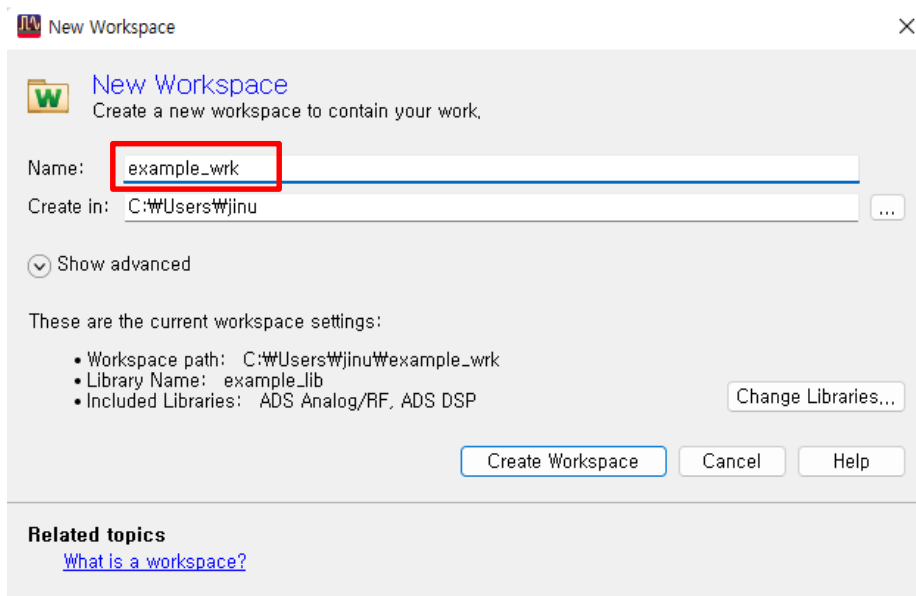 New Workspace
New Workspace
Create a new workspace to contain your work,
Name: example_wrk
Create in: C:₩Users₩jinu
...
Show advanced
These are the current workspace settings:
• Workspace path: C:₩Users₩jinu₩example_wrk
• Library Name: example_lib
• Included Libraries: ADS Analog/RF, ADS DSP
Change Libraries...
Create Workspace Cancel Help
Related topics
What is a workspace?